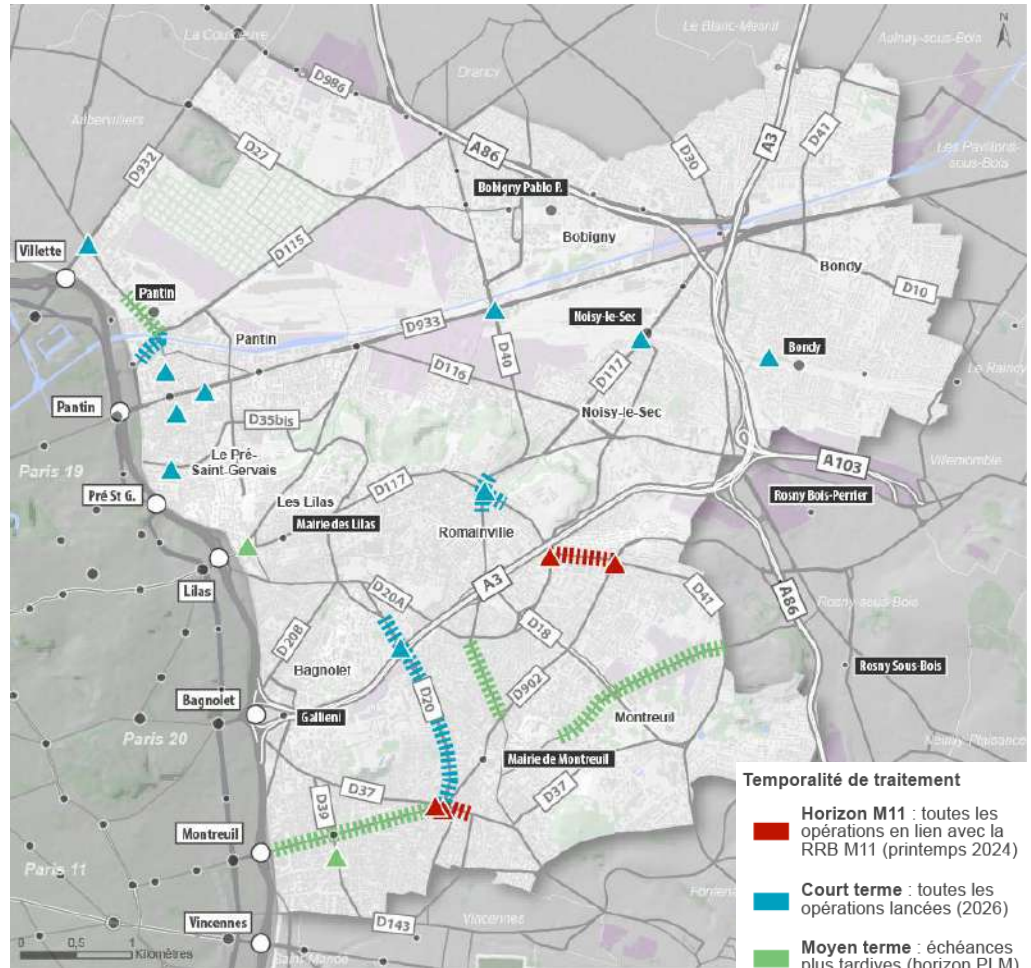 La Courneuve
Le Blanc-Mesnil
Aulnay-sous-Bois
N
Drancy
D986
Aubervilliers
A3
D41
D932
D27
A86
D30
Les Pavillons-
sous-Bois
Bobigny Pablo P.
Bobigny
D115
Villette
Bondy
D10
Pantin
Pantin
D933
Noisy-le-Sec
D40
Bondy
D116
D117
Le Raincy
Pantin
D35bis
Noisy-le-Sec
Paris 19
Le Pré-
Saint-Gervais
A103
Villemomble
Pré St G.
Les Lilas
D117
Rosny Bois-Perrier
Mairie des Lilas
Romainville
Lilas
A3
D20A
D47
A86
Rosny-sous-Bois
D20B
D18
Bagnolet
Rosny Sous-Bois
D20
D902
Bagnolet
Gallieni
Montreuil
Paris 20
Neuilly-Plaisance
Mairie de Montreuil
D37
D37
D39
Montreuil
Paris 11
D143
Vincennes
Vincennes
Saint-Mandé
0 0,5 1
Kilomètres
Temporalité de traitement
Horizon M11 : toutes les
opérations en lien avec la
RRB M11 (printemps 2024)
Court terme : toutes les
opérations lancées (2026)
Moyen terme : échéances
plus tardives (horizon PLM)